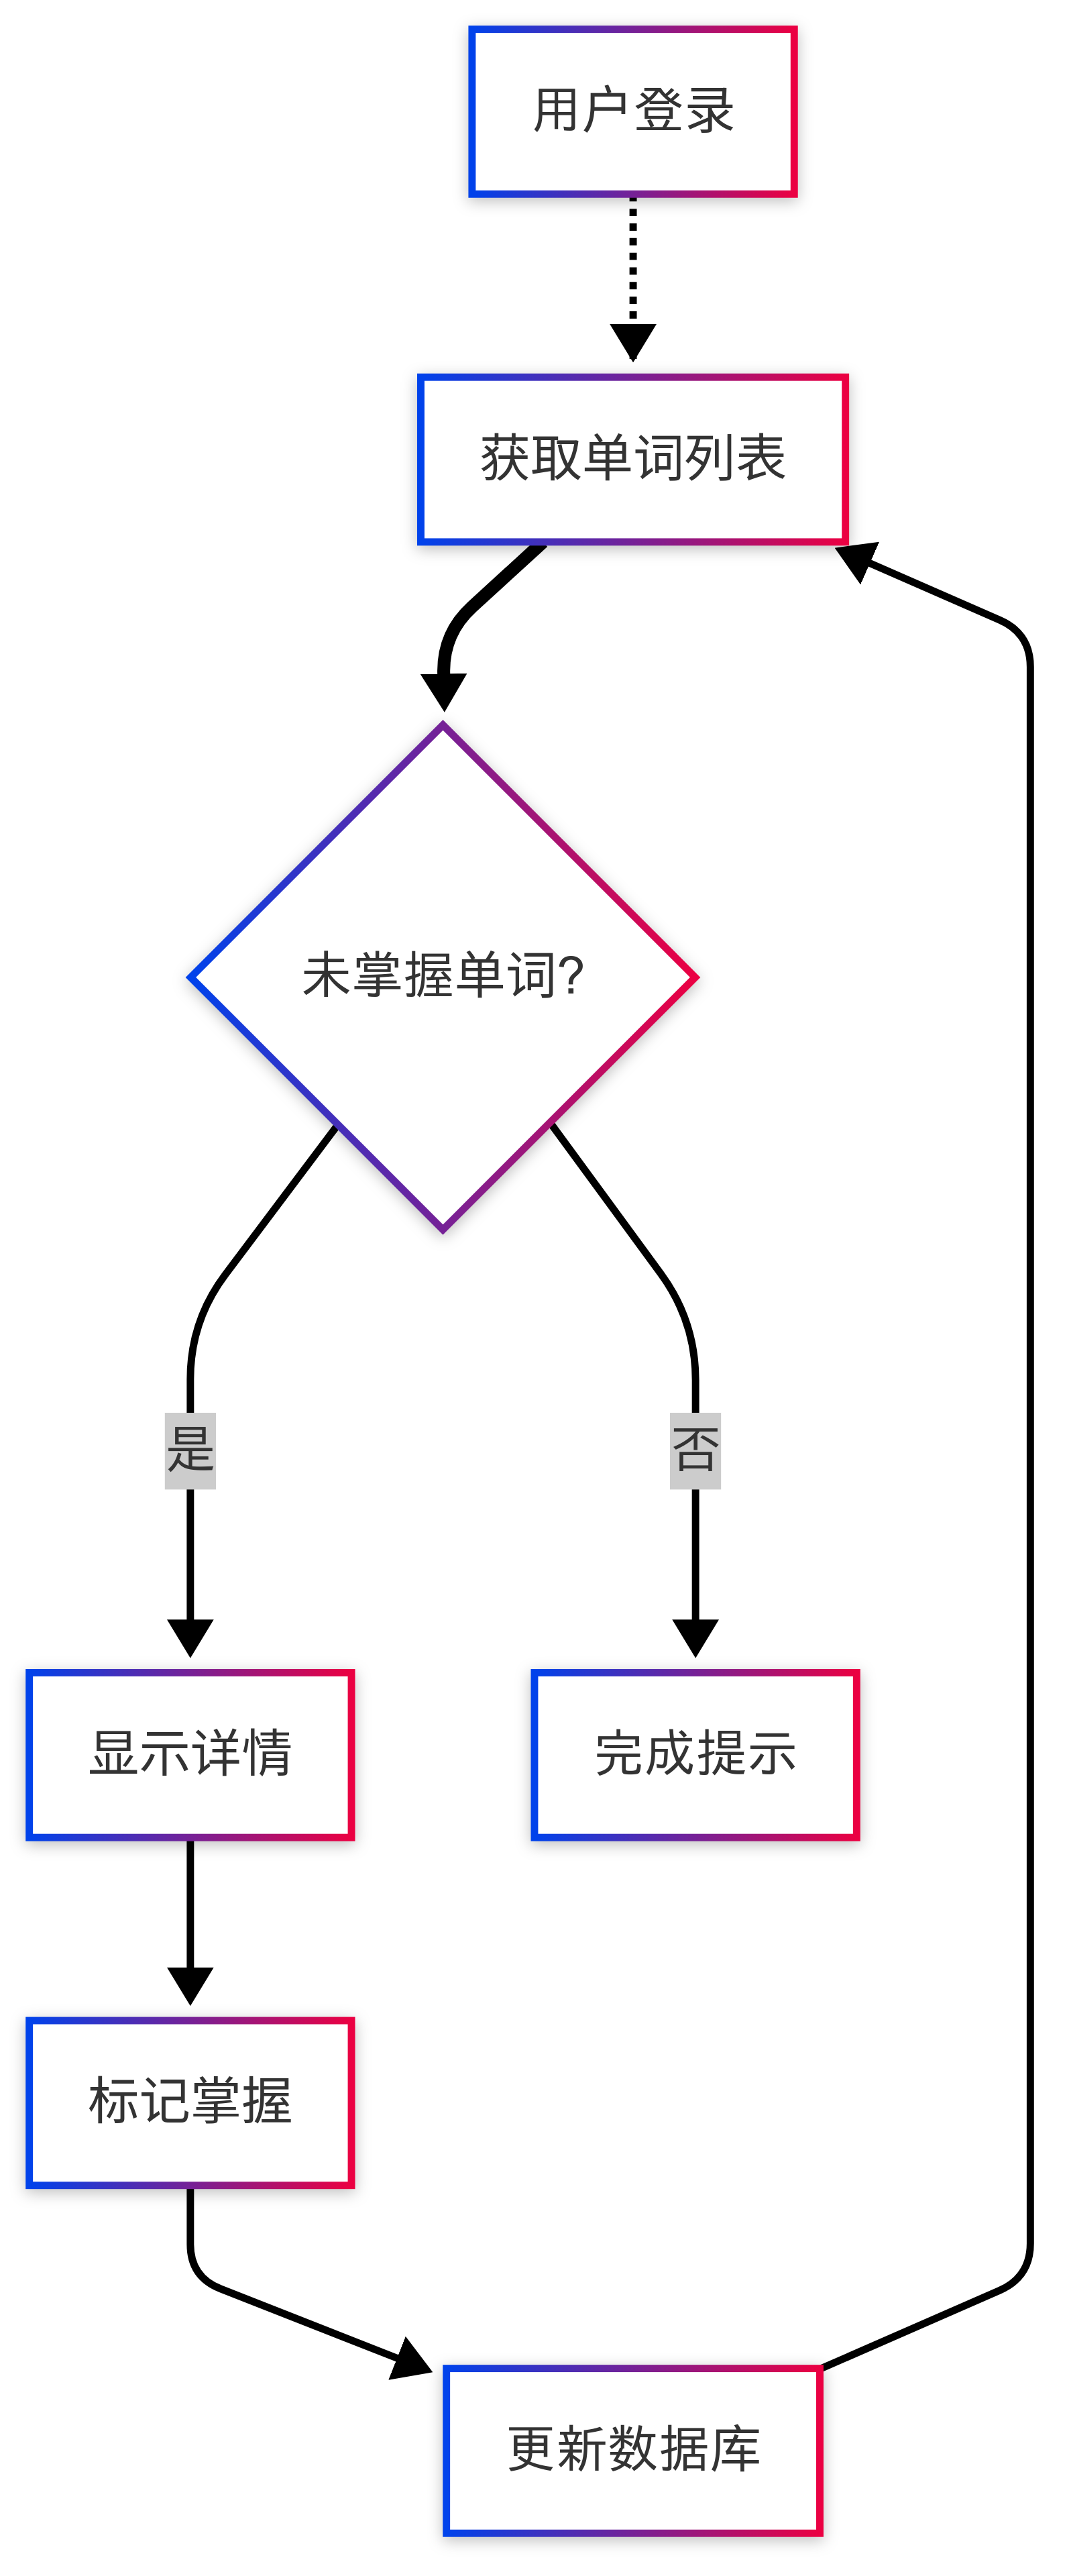 用户登录
获取单词列表
未掌握单词?
是
否
显示详情
完成提示
标记掌握
更新数据库